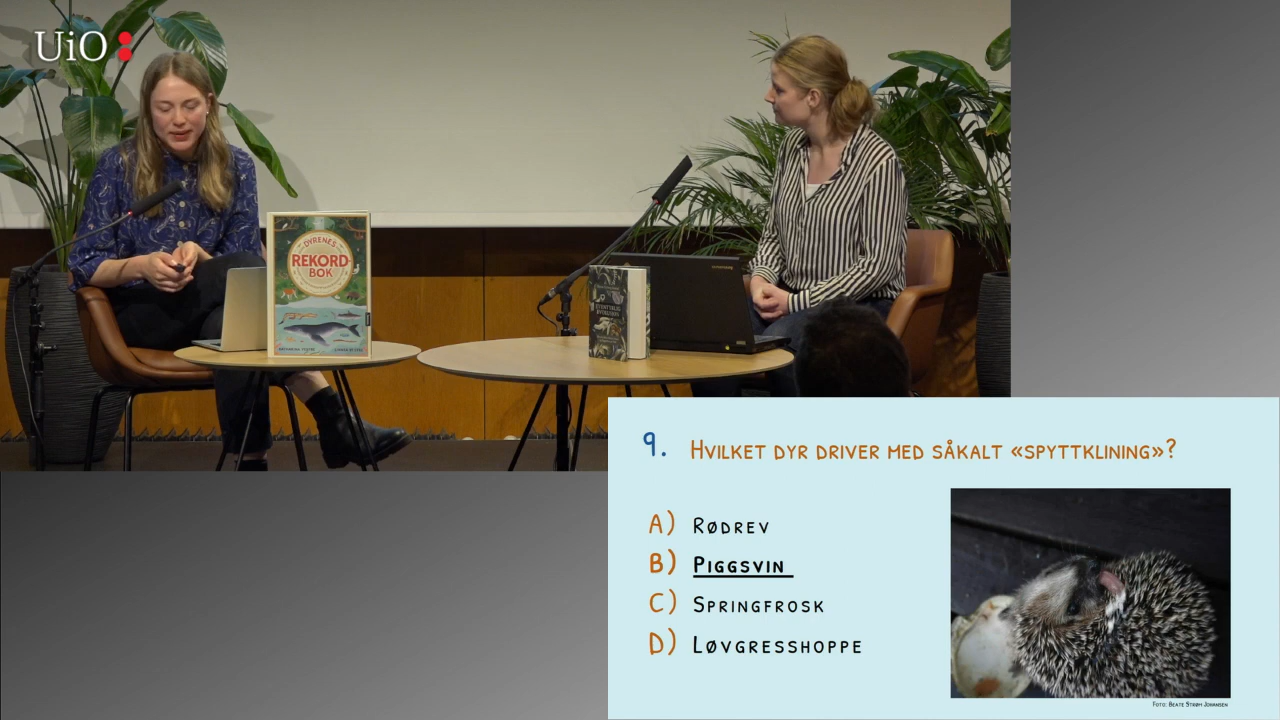 UiO
DYRENES
REKORD
BOK
9. HVILKET DYR DRIVER MED SÅKALT «SPYTTKLINING»?
A) RØDREV
B) PIGGSVIN
C) SPRINGFROSK
D) LØVGRESSHOPPE
FOTO: BEATE STRØM JOHANSEN